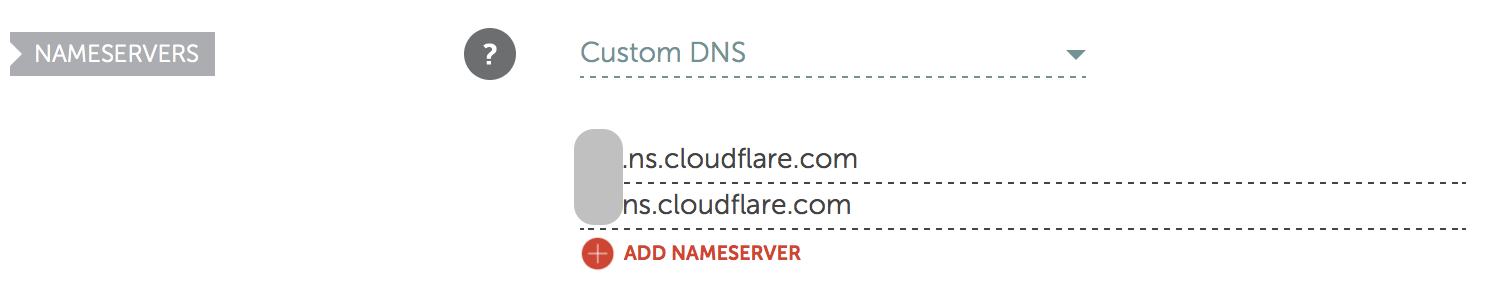 NAMESERVERS
?
Custom DNS
.ns.cloudflare.com
ns.cloudflare.com
ADD NAMESERVER